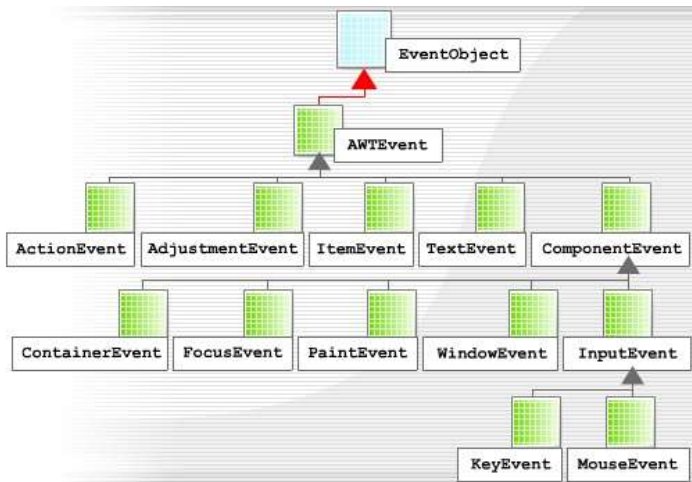 EventObject
AWTEvent
ActionEvent
AdjustmentEvent
ItemEvent
TextEvent
ComponentEvent
ContainerEvent
FocusEvent
PaintEvent
WindowEvent
InputEvent
KeyEvent
MouseEvent